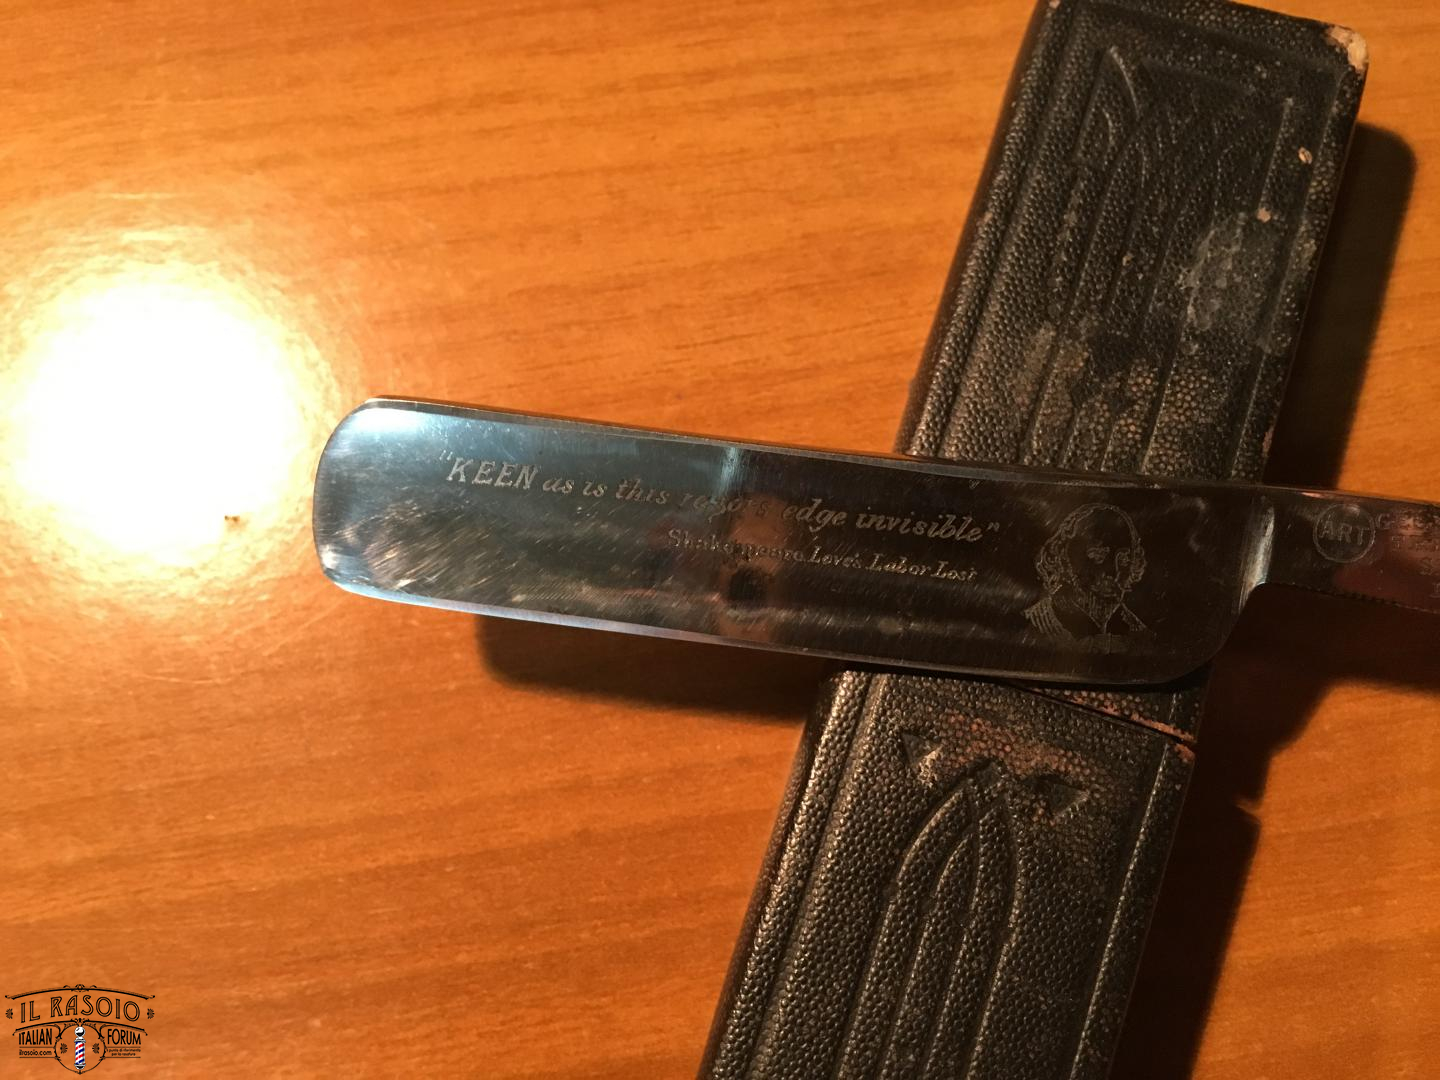 "KEEN as is this razor's edge invisible"
Shakespeare Love's Labor Lost
ART
IL RASOIO
ITALIAN FORUM
ilrasoio.com